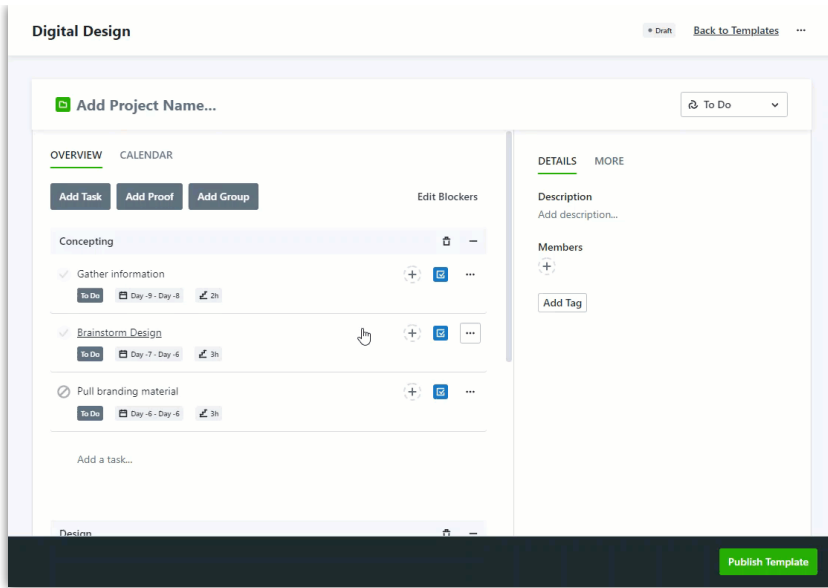 Digital Design
Draft
Back to Templates
Add Project Name...
To Do
OVERVIEW CALENDAR
Add Task Add Proof Add Group Edit Blockers
Concepting
Gather information
To Do Day -9 - Day -8 2h
Brainstorm Design
To Do Day -7 - Day -6 3h
Pull branding material
To Do Day -6 - Day -6 3h
Add a task...
Design
DETAILS MORE
Description
Add description...
Members
Add Tag
Publish Template